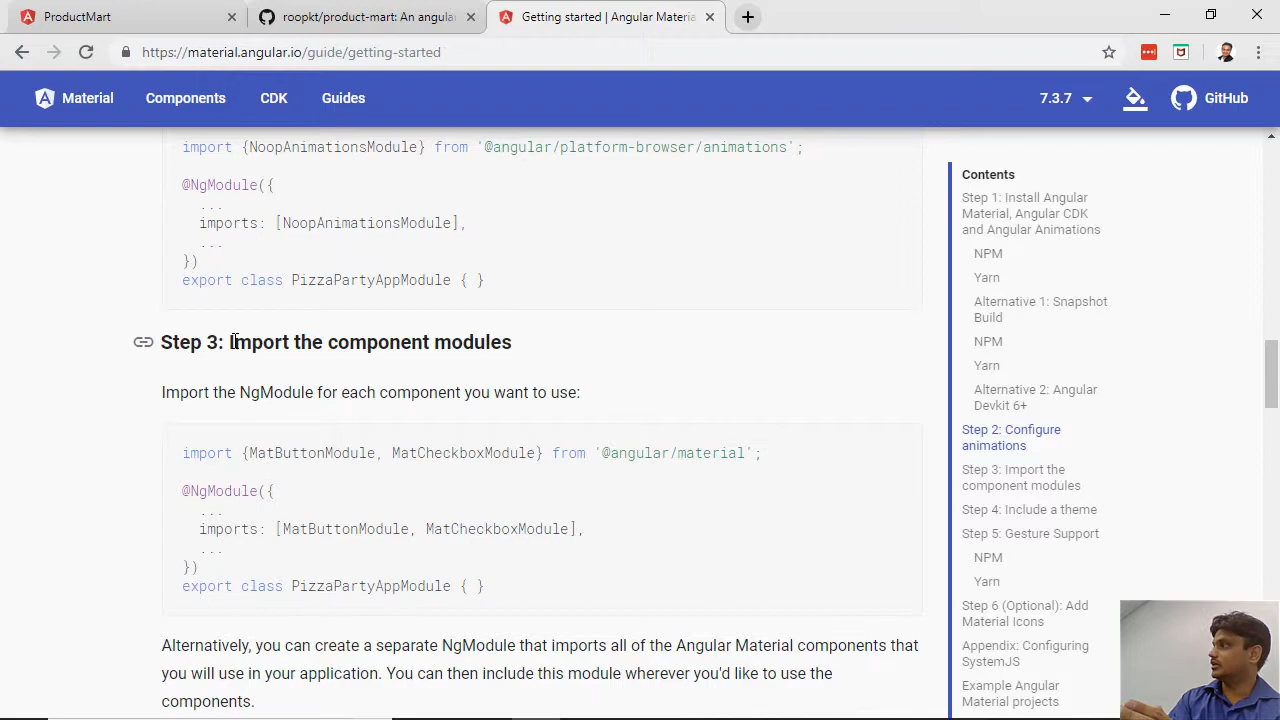 ProductMart
roopkt/product-mart: An angula
Getting started | Angular Materia
https://material.angular.io/guide/getting-started
Material
Components
CDK
Guides
7.3.7
GitHub
import {NoopAnimationsModule} from '@angular/platform-browser/animations';
@NgModule({
...
imports: [NoopAnimationsModule],
...
})
export class PizzaPartyAppModule { }
Step 3: Import the component modules
Import the NgModule for each component you want to use:
import {MatButtonModule, MatCheckboxModule} from '@angular/material';
@NgModule({
...
imports: [MatButtonModule, MatCheckboxModule],
...
})
export class PizzaPartyAppModule { }
Alternatively, you can create a separate NgModule that imports all of the Angular Material components that
you will use in your application. You can then include this module wherever you'd like to use the
components.
Contents
Step 1: Install Angular
Material, Angular CDK
and Angular Animations
NPM
Yarn
Alternative 1: Snapshot
Build
NPM
Yarn
Alternative 2: Angular
Devkit 6+
Step 2: Configure
animations
Step 3: Import the
component modules
Step 4: Include a theme
Step 5: Gesture Support
NPM
Yarn
Step 6 (Optional): Add
Material Icons
Appendix: Configuring
SystemJS
Example Angular
Material projects